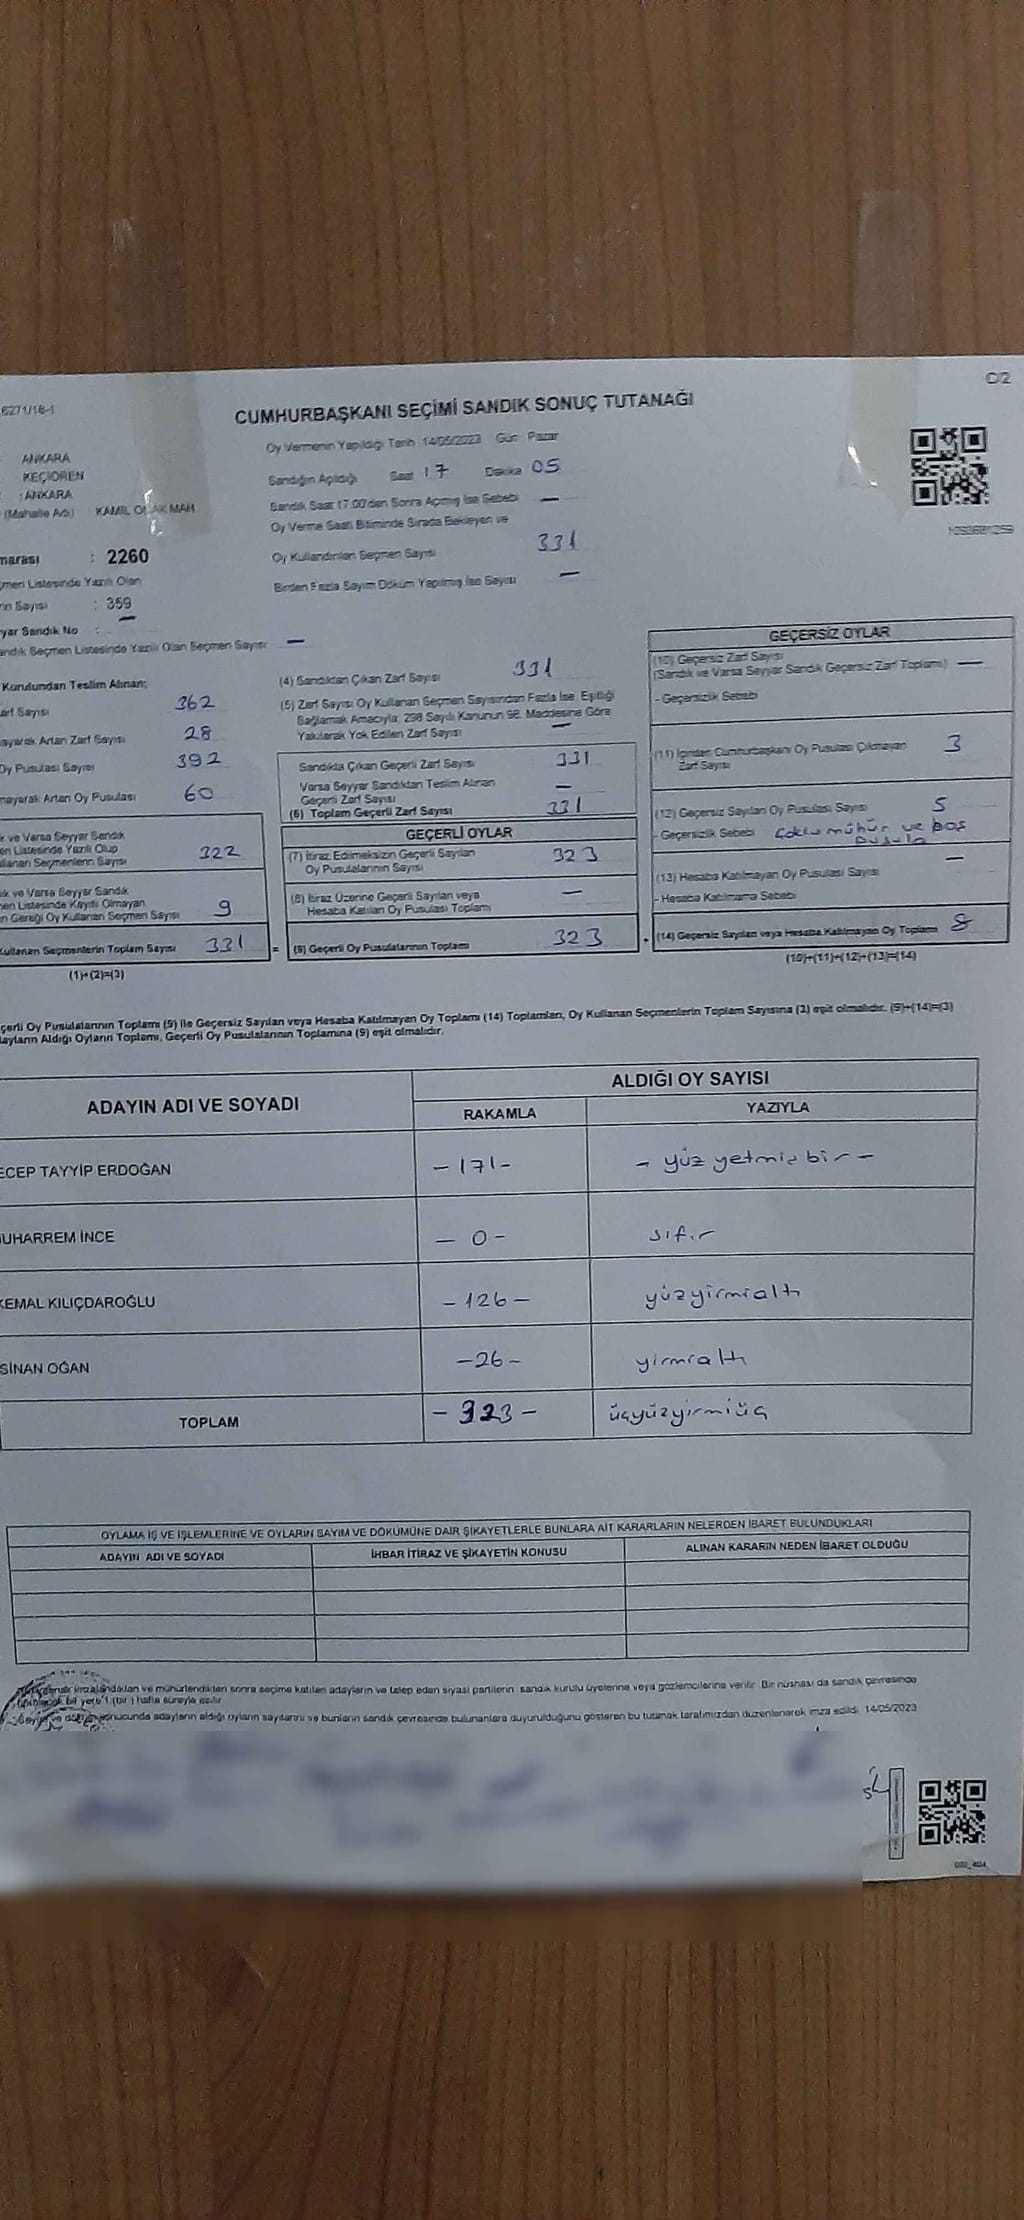 6271/18-1
C/2
CUMHURBAŞKANI SEÇİMİ SANDIK SONUÇ TUTANAĞI
Oy Vermenin Yapıldığı Tarih 14/05/2023 Gün Pazar
ANKARA
KEÇİÖREN
: ANKARA
(Mahalle Adı) KAMİL OCAK MAH.
Sandığın Açıldığı Saat 17 Dakika 05
Sandık Saat 17:00'den Sonra Açılmış İse Sebebi —
Oy Verme Saati Bitiminde Sırada Bekleyen ve
Oy Kullandırılan Seçmen Sayısı 331
Birden Fazla Sayım Döküm Yapılmış İse Sayısı —
marası : 2260
men Listesinde Yazılı Olan
in Sayısı : 359
yar Sandık No : —
andık Seçmen Listesinde Yazılı Olan Seçmen Sayısı —
Kurulundan Teslim Alınan;
arf Sayısı 362
ayarak Artan Zarf Sayısı 28
Oy Pusulası Sayısı 392
mayarak Artan Oy Pusulası 60
k ve Varsa Seyyar Sandık
en Listesinde Yazılı Olup
llanan Seçmenlerin Sayısı 322
ık ve Varsa Seyyar Sandık
en Listesinde Kayıtlı Olmayan
n Gereği Oy Kullanan Seçmen Sayısı 9
Kullanan Seçmenlerin Toplam Sayısı 331 =
(1)+(2)=(3)
(4) Sandıktan Çıkan Zarf Sayısı 331
(5) Zarf Sayısı Oy Kullanan Seçmen Sayısından Fazla İse, Eşitliği
Sağlamak Amacıyla; 298 Sayılı Kanunun 98. Maddesine Göre
Yakılarak Yok Edilen Zarf Sayısı —
Sandıkta Çıkan Geçerli Zarf Sayısı 331
Varsa Seyyar Sandıktan Teslim Alınan
Geçerli Zarf Sayısı —
(6) Toplam Geçerli Zarf Sayısı 331
GEÇERLİ OYLAR
(7) İtiraz Edilmeksizin Geçerli Sayılan
Oy Pusulalarının Sayısı 323
(8) İtiraz Üzerine Geçerli Sayılan veya
Hesaba Katılan Oy Pusulası Toplamı —
(9) Geçerli Oy Pusulalarının Toplamı 323 +
GEÇERSİZ OYLAR
(10) Geçersiz Zarf Sayısı
(Sandık ve Varsa Seyyar Sandık Geçersiz Zarf Toplamı) —
- Geçersizlik Sebebi
(11) İçinden Cumhurbaşkanı Oy Pusulası Çıkmayan
Zarf Sayısı 3
(12) Geçersiz Sayılan Oy Pusulası Sayısı 5
- Geçersizlik Sebebi çoklu mühür ve boş
pusula
(13) Hesaba Katılmayan Oy Pusulası Sayısı —
- Hesaba Katılmama Sebebi
(14) Geçersiz Sayılan veya Hesaba Katılmayan Oy Toplamı 8
(10)+(11)+(12)+(13)=(14)
çerli Oy Pusulalarının Toplamı (9) ile Geçersiz Sayılan veya Hesaba Katılmayan Oy Toplamı (14) Toplamları, Oy Kullanan Seçmenlerin Toplam Sayısına (3) eşit olmalıdır. (9)+(14)=(3)
ayların Aldığı Oyların Toplamı, Geçerli Oy Pusulalarının Toplamına (9) eşit olmalıdır.
ADAYIN ADI VE SOYADI
ALDIĞI OY SAYISI
RAKAMLA
YAZIYLA
ECEP TAYYİP ERDOĞAN -171- - yüz yetmiş bir -
UHARREM İNCE - 0 - sıfır
KEMAL KILIÇDAROĞLU -126- yüzyirmialtı
SİNAN OĞAN -26- yirmialtı
TOPLAM - 323 - üçyüzyirmiüç
OYLAMA İŞ VE İŞLEMLERİNE VE OYLARIN SAYIM VE DÖKÜMÜNE DAİR ŞİKAYETLERLE BUNLARA AİT KARARLARIN NELERDEN İBARET BULUNDUKLARI
ADAYIN ADI VE SOYADI
İHBAR İTİRAZ VE ŞİKAYETİN KONUSU
ALINAN KARARIN NEDEN İBARET OLDUĞU
imzalandıktan ve mühürlendikten sonra seçime katılan adayların ve talep eden siyasi partilerin sandık kurulu üyelerine veya gözlemcilerine verilir. Bir nüshası da sandık çevresinde
bir yere 1 (bir) hafta süreyle asılır.
sonucunda adayların aldığı oyların sayılarını ve bunların sandık çevresinde bulunanlara duyurulduğunu gösteren bu tutanak tarafımızdan düzenlenerek imza edildi. 14/05/2023